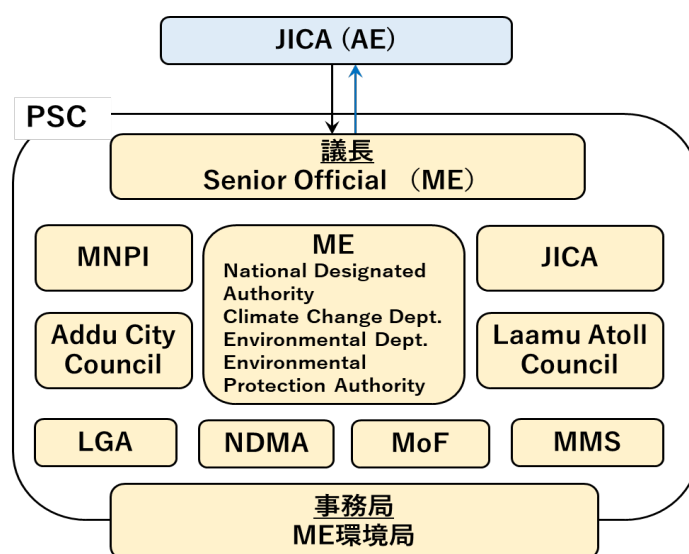 JICA (AE)
PSC
議長
Senior Official （ME）
MNPI
ME
National Designated
Authority
Climate Change Dept.
Environmental Dept.
Environmental
Protection Authority
JICA
Addu City
Council
Laamu Atoll
Council
LGA
NDMA
MoF
MMS
事務局
ME環境局